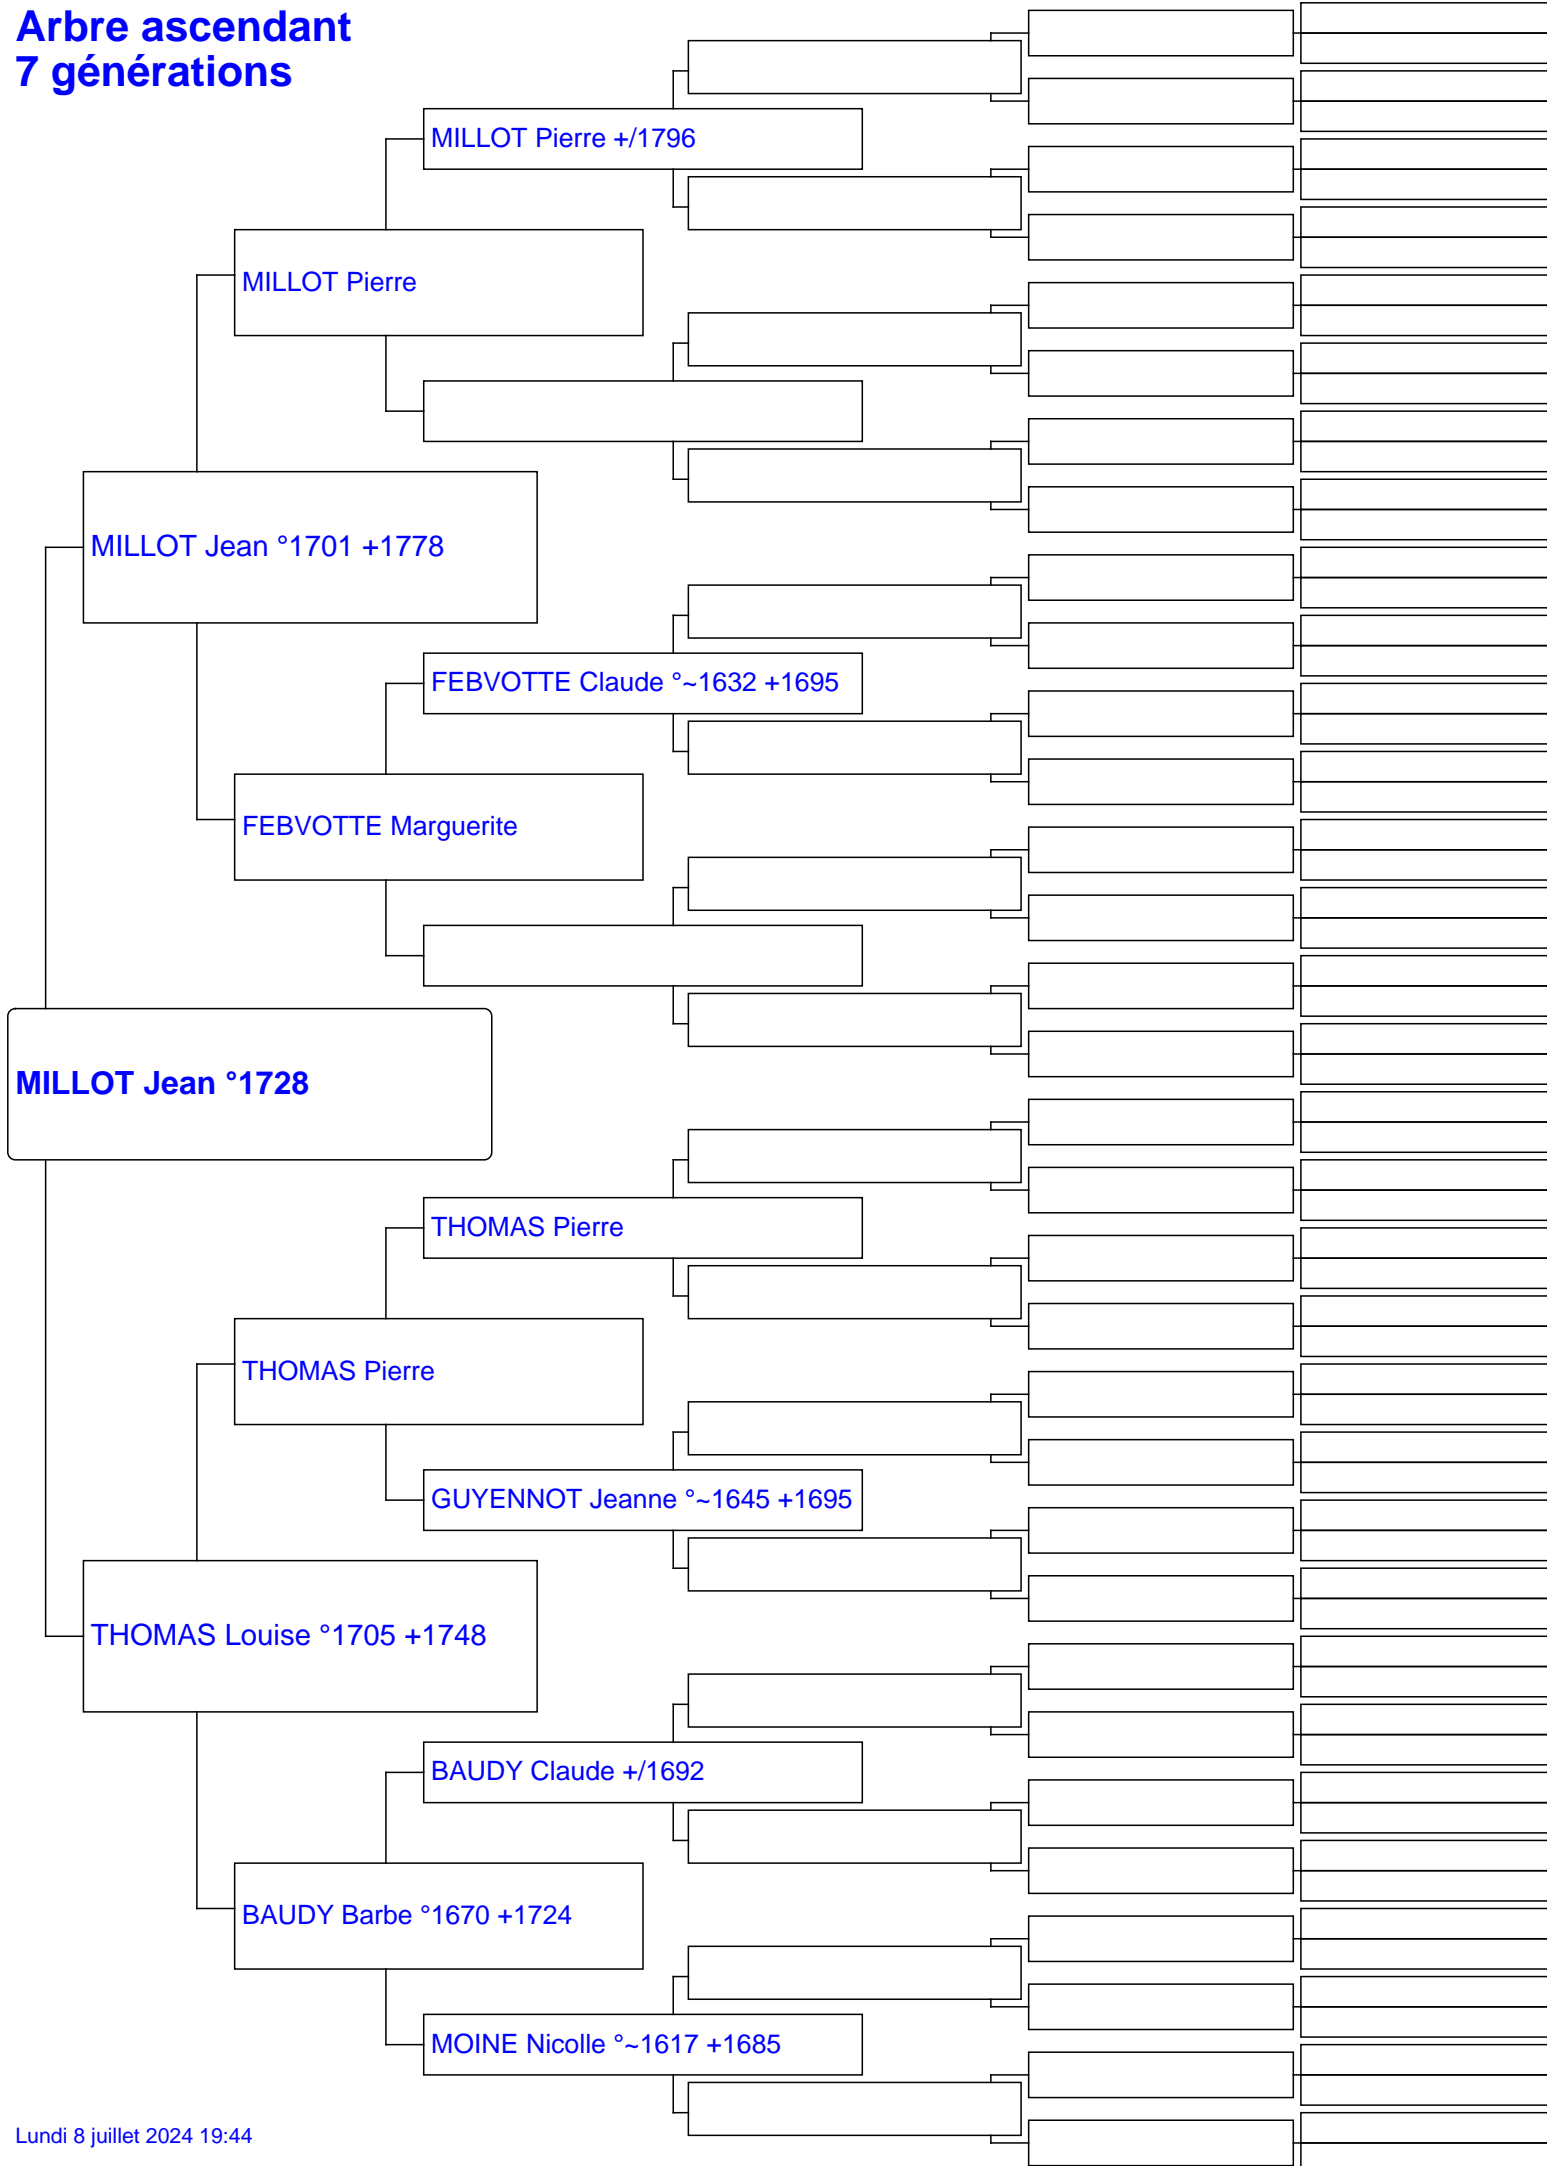 Arbre ascendant
7 générations
MILLOT Pierre +/1796
MILLOT Pierre
MILLOT Jean °1701 +1778
FEBVOTTE Claude °~1632 +1695
FEBVOTTE Marguerite
MILLOT Jean °1728
THOMAS Pierre
THOMAS Pierre
GUYENNOT Jeanne °~1645 +1695
THOMAS Louise °1705 +1748
BAUDY Claude +/1692
BAUDY Barbe °1670 +1724
MOINE Nicolle °~1617 +1685
Lundi 8 juillet 2024 19:44